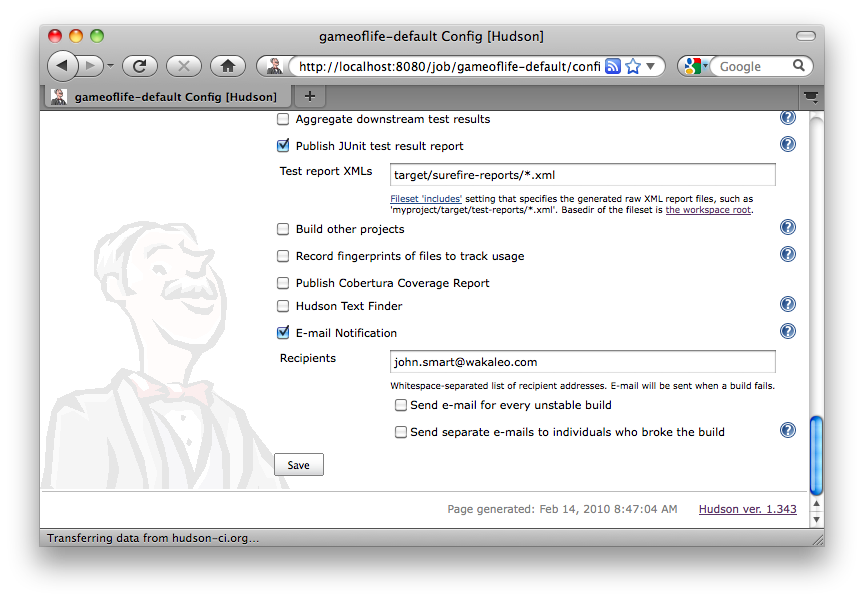 gameoflife-default Config [Hudson]
http://localhost:8080/job/gameoflife-default/confi
Google
gameoflife-default Config [Hudson]
Aggregate downstream test results
Publish JUnit test result report
Test report XMLs
target/surefire-reports/*.xml
Fileset 'includes' setting that specifies the generated raw XML report files, such as
'myproject/target/test-reports/*.xml'. Basedir of the fileset is the workspace root.
Build other projects
Record fingerprints of files to track usage
Publish Cobertura Coverage Report
Hudson Text Finder
E-mail Notification
Recipients
john.smart@wakaleo.com
Whitespace-separated list of recipient addresses. E-mail will be sent when a build fails.
Send e-mail for every unstable build
Send separate e-mails to individuals who broke the build
Save
Page generated: Feb 14, 2010 8:47:04 AM
Hudson ver. 1.343
Transferring data from hudson-ci.org...